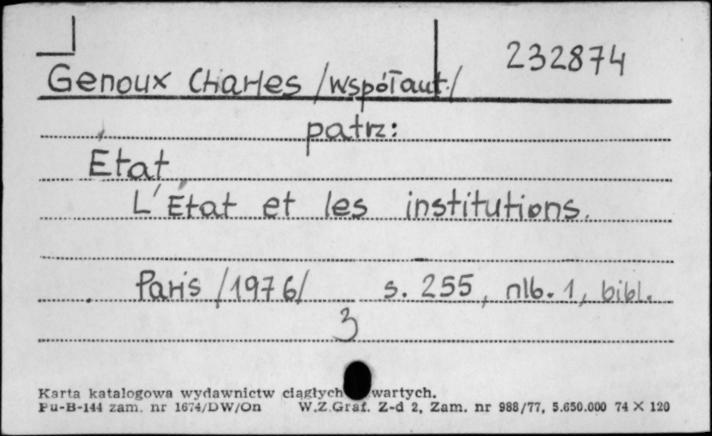 232874
Genoux Charles /współaut./
patrz:
État
L'État et les institutions.
Paris /1976/ s. 255, nlb. 1, bibl.
3
Karta katalogowa wydawnictw ciągłych wartych.
Pu-B-144 zam. nr 1674/DW/On W.Z.Graf. Z-d 2, Zam. nr 988/77, 5.650.000 74 X 120